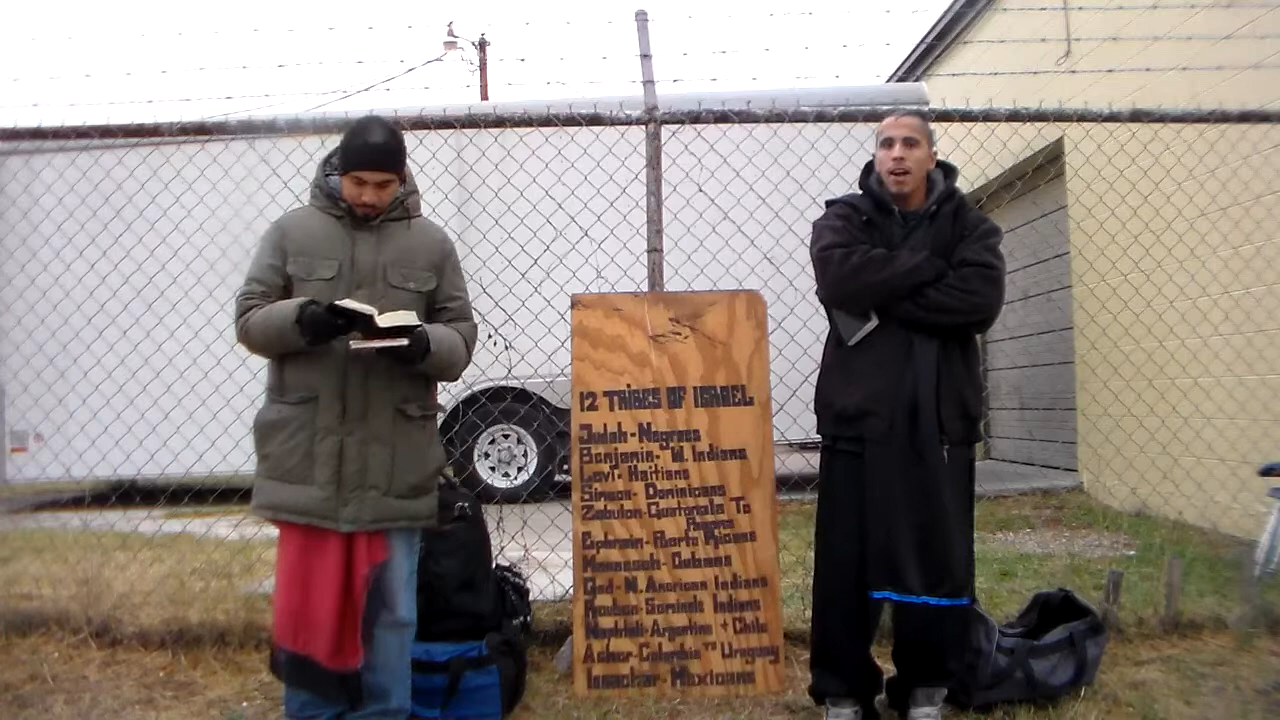 12 TRIBES OF ISRAEL
Judah - Negroes
Benjamin - W. Indians
Levi - Haitians
Simeon - Dominicans
Zebulon - Guatamala To
Panama
Ephraim - Puerto Ricans
Manasseh - Cubans
Gad - N. American Indians
Reuben - Seminole Indians
Naphtali - Argentina + Chile
Asher - Colombia To Uruguay
Issachar - Mexicans